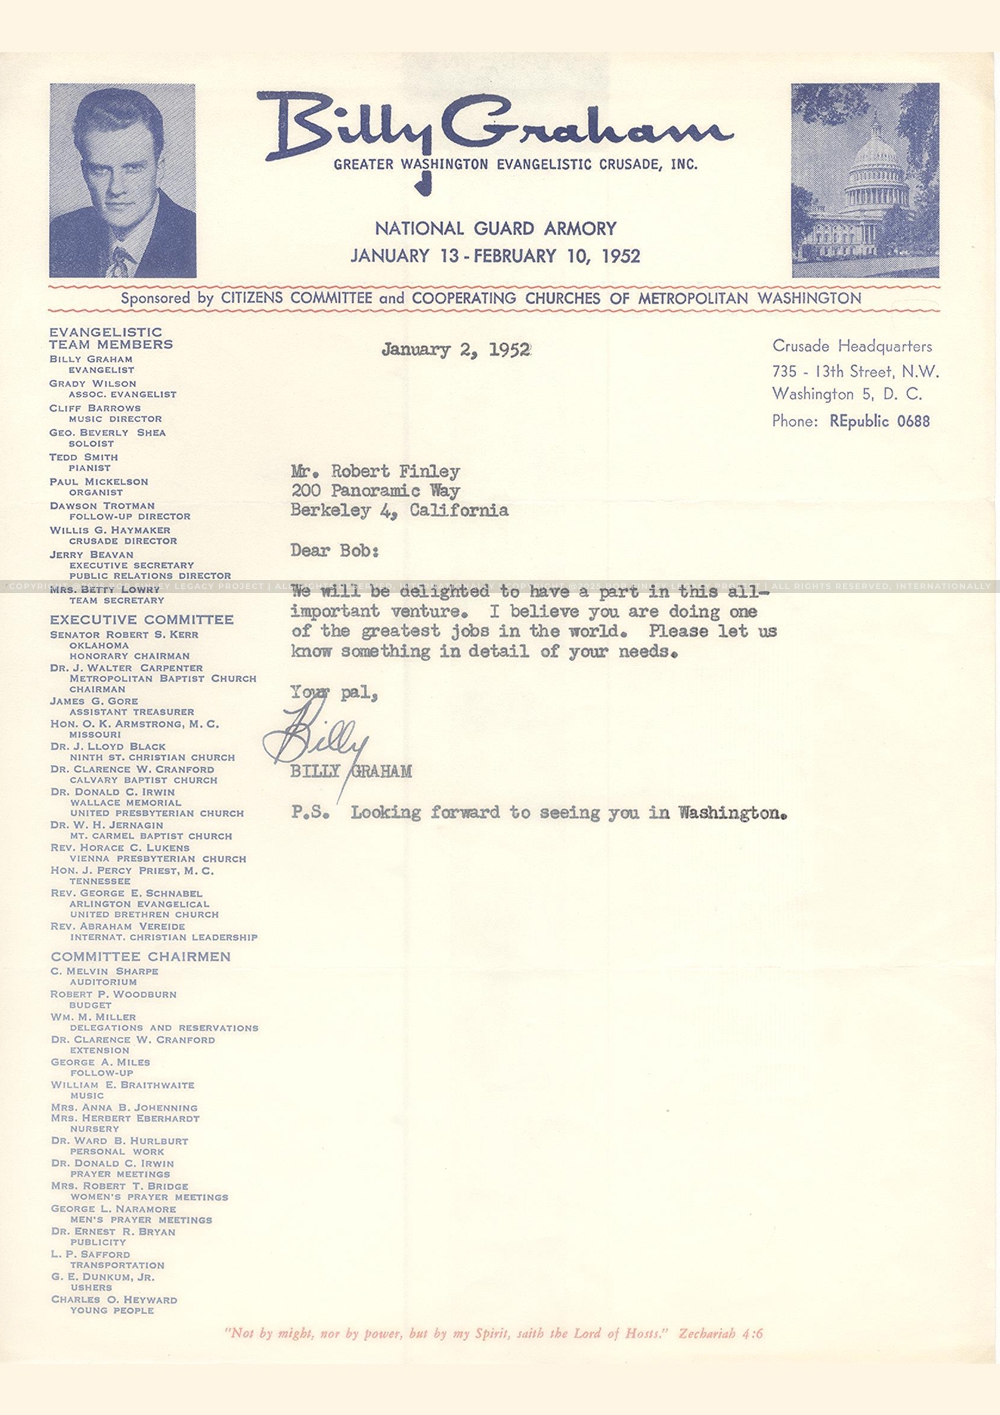 Billy Graham
GREATER WASHINGTON EVANGELISTIC CRUSADE, INC.
NATIONAL GUARD ARMORY
JANUARY 13 - FEBRUARY 10, 1952
Sponsored by CITIZENS COMMITTEE and COOPERATING CHURCHES OF METROPOLITAN WASHINGTON
EVANGELISTIC
TEAM MEMBERS
BILLY GRAHAM
EVANGELIST
GRADY WILSON
ASSOC. EVANGELIST
CLIFF BARROWS
MUSIC DIRECTOR
GEO. BEVERLY SHEA
SOLOIST
TEDD SMITH
PIANIST
PAUL MICKELSON
ORGANIST
DAWSON TROTMAN
FOLLOW-UP DIRECTOR
WILLIS G. HAYMAKER
CRUSADE DIRECTOR
JERRY BEAVAN
EXECUTIVE SECRETARY
PUBLIC RELATIONS DIRECTOR
MRS. BETTY LOWRY
TEAM SECRETARY
EXECUTIVE COMMITTEE
SENATOR ROBERT S. KERR
OKLAHOMA
HONORARY CHAIRMAN
DR. J. WALTER CARPENTER
METROPOLITAN BAPTIST CHURCH
CHAIRMAN
JAMES G. GORE
ASSISTANT TREASURER
HON. O. K. ARMSTRONG, M. C.
MISSOURI
DR. J. LLOYD BLACK
NINTH ST. CHRISTIAN CHURCH
DR. CLARENCE W. CRANFORD
CALVARY BAPTIST CHURCH
DR. DONALD C. IRWIN
WALLACE MEMORIAL
UNITED PRESBYTERIAN CHURCH
DR. W. H. JERNAGIN
MT. CARMEL BAPTIST CHURCH
REV. HORACE C. LUKENS
VIENNA PRESBYTERIAN CHURCH
HON. J. PERCY PRIEST, M. C.
TENNESSEE
REV. GEORGE E. SCHNABEL
ARLINGTON EVANGELICAL
UNITED BRETHREN CHURCH
REV. ABRAHAM VEREIDE
INTERNAT. CHRISTIAN LEADERSHIP
COMMITTEE CHAIRMEN
C. MELVIN SHARPE
AUDITORIUM
ROBERT P. WOODBURN
BUDGET
WM. M. MILLER
DELEGATIONS AND RESERVATIONS
DR. CLARENCE W. CRANFORD
EXTENSION
GEORGE A. MILES
FOLLOW-UP
WILLIAM E. BRAITHWAITE
MUSIC
MRS. ANNA B. JOHENNING
MRS. HERBERT EBERHARDT
NURSERY
DR. WARD B. HURLBURT
PERSONAL WORK
DR. DONALD C. IRWIN
PRAYER MEETINGS
MRS. ROBERT T. BRIDGE
WOMEN'S PRAYER MEETINGS
GEORGE L. NARAMORE
MEN'S PRAYER MEETINGS
DR. ERNEST R. BRYAN
PUBLICITY
L. P. SAFFORD
TRANSPORTATION
G. E. DUNKUM, JR.
USHERS
CHARLES O. HEYWARD
YOUNG PEOPLE
January 2, 1952
Crusade Headquarters
735 - 13th Street, N.W.
Washington 5, D. C.
Phone: REpublic 0688
Mr. Robert Finley
200 Panoramic Way
Berkeley 4, California
Dear Bob:
We will be delighted to have a part in this all-
important venture. I believe you are doing one
of the greatest jobs in the world. Please let us
know something in detail of your needs.
Your pal,
Billy
BILLY GRAHAM
P.S. Looking forward to seeing you in Washington.
"Not by might, nor by power, but by my Spirit, saith the Lord of Hosts." Zechariah 4:6